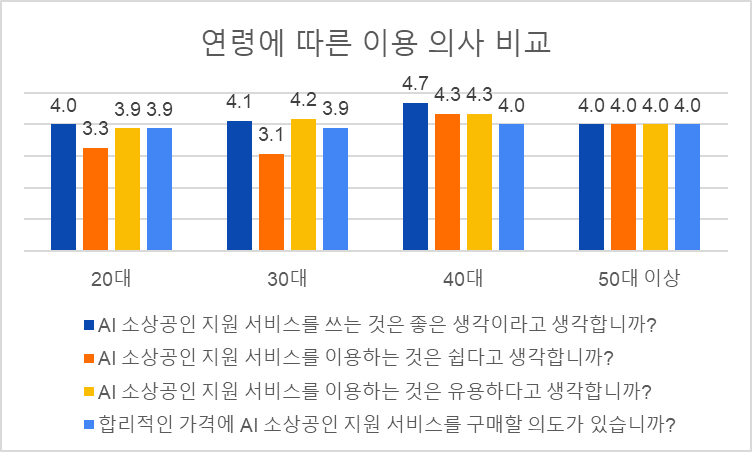 연령에 따른 이용 의사 비교
4.0 3.3 3.9 3.9 4.1 3.1 4.2 3.9 4.7 4.3 4.3 4.0 4.0 4.0 4.0 4.0
20대 30대 40대 50대 이상
AI 소상공인 지원 서비스를 쓰는 것은 좋은 생각이라고 생각합니까?
AI 소상공인 지원 서비스를 이용하는 것은 쉽다고 생각합니까?
AI 소상공인 지원 서비스를 이용하는 것은 유용하다고 생각합니까?
합리적인 가격에 AI 소상공인 지원 서비스를 구매할 의도가 있습니까?